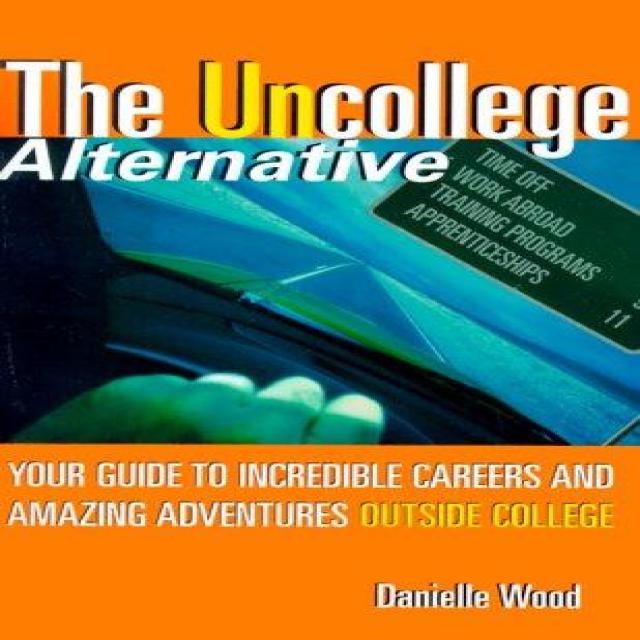 The Uncollege
Alternative
TIME OFF
WORK ABROAD
TRAINING PROGRAMS
APPRENTICESHIPS
11
YOUR GUIDE TO INCREDIBLE CAREERS AND
AMAZING ADVENTURES OUTSIDE COLLEGE
Danielle Wood